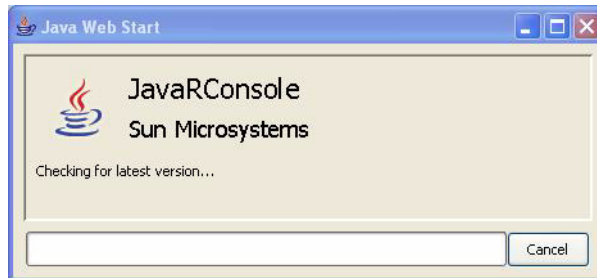 Java Web Start
JavaRConsole
Sun Microsystems
Checking for latest version...
Cancel